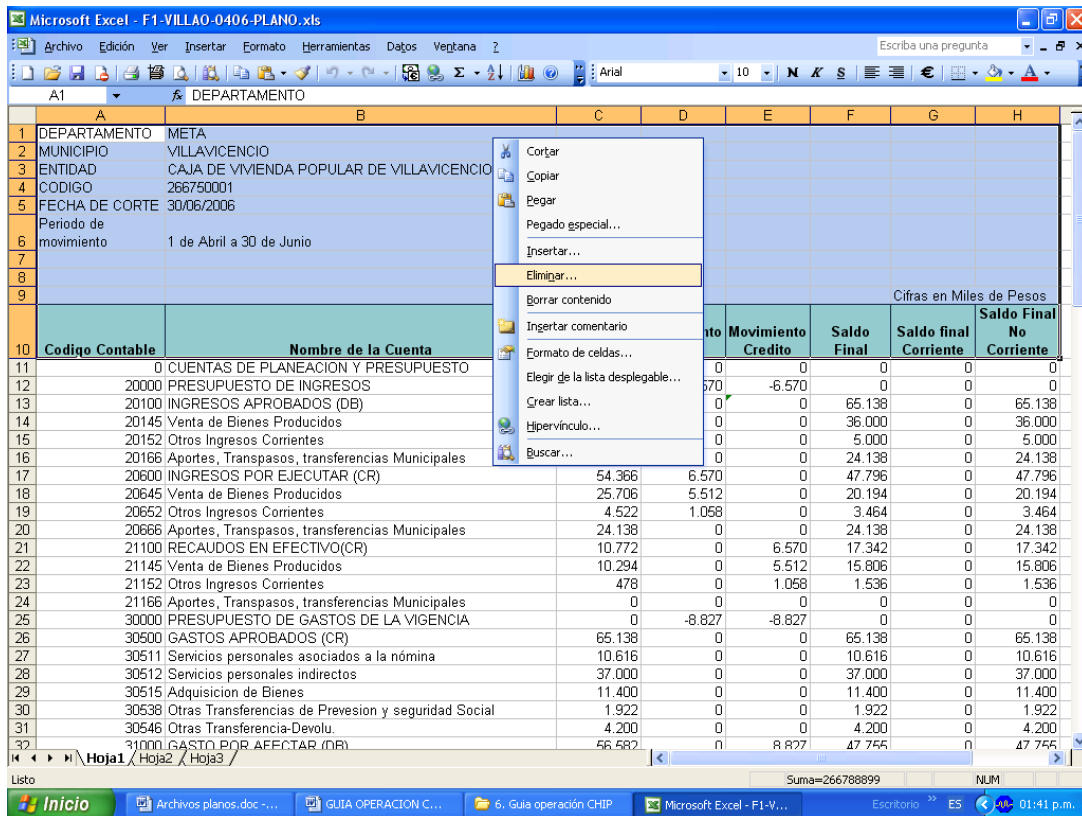 Microsoft Excel - F1-VILLAO-0406-PLANO.xls
Archivo Edición Ver Insertar Formato Herramientas Datos Ventana ? Escriba una pregunta
Arial 10 N K S
A1 fx DEPARTAMENTO
A B C D E F G H
1 DEPARTAMENTO META
2 MUNICIPIO VILLAVICENCIO
3 ENTIDAD CAJA DE VIVIENDA POPULAR DE VILLAVICENCIO
4 CODIGO 266750001
5 FECHA DE CORTE 30/06/2006
6 Periodo de movimiento 1 de Abril a 30 de Junio
7
8
9 Cifras en Miles de Pesos
Cortar
Copiar
Pegar
Pegado especial...
Insertar...
Eliminar...
Borrar contenido
Insertar comentario
Formato de celdas...
Elegir de la lista desplegable...
Crear lista...
Hipervínculo...
Buscar...
10 Codigo Contable Nombre de la Cuenta nto Movimiento Credito Saldo Final Saldo final Corriente Saldo Final No Corriente
11 0 CUENTAS DE PLANEACION Y PRESUPUESTO 0 0 0 0 0
12 20000 PRESUPUESTO DE INGRESOS 570 -6.570 0 0 0
13 20100 INGRESOS APROBADOS (DB) 0 0 65.138 0 65.138
14 20145 Venta de Bienes Producidos 0 0 36.000 0 36.000
15 20152 Otros Ingresos Corrientes 0 0 5.000 0 5.000
16 20166 Aportes, Transpasos, transferencias Municipales 0 0 24.138 0 24.138
17 20600 INGRESOS POR EJECUTAR (CR) 54.366 6.570 0 47.796 0 47.796
18 20645 Venta de Bienes Producidos 25.706 5.512 0 20.194 0 20.194
19 20652 Otros Ingresos Corrientes 4.522 1.058 0 3.464 0 3.464
20 20666 Aportes, Transpasos, transferencias Municipales 24.138 0 0 24.138 0 24.138
21 21100 RECAUDOS EN EFECTIVO(CR) 10.772 0 6.570 17.342 0 17.342
22 21145 Venta de Bienes Producidos 10.294 0 5.512 15.806 0 15.806
23 21152 Otros Ingresos Corrientes 478 0 1.058 1.536 0 1.536
24 21166 Aportes, Transpasos, transferencias Municipales 0 0 0 0 0 0
25 30000 PRESUPUESTO DE GASTOS DE LA VIGENCIA 0 -8.827 -8.827 0 0 0
26 30500 GASTOS APROBADOS (CR) 65.138 0 0 65.138 0 65.138
27 30511 Servicios personales asociados a la nómina 10.616 0 0 10.616 0 10.616
28 30512 Servicios personales indirectos 37.000 0 0 37.000 0 37.000
29 30515 Adquisicion de Bienes 11.400 0 0 11.400 0 11.400
30 30538 Otras Transferencias de Prevesion y seguridad Social 1.922 0 0 1.922 0 1.922
31 30546 Otras Transferencia-Devolu. 4.200 0 0 4.200 0 4.200
32 31000 GASTO POR AFECTAR (DB) 56.582 0 8.827 47.755 0 47.755
Hoja1 Hoja2 Hoja3
Listo Suma=266788899 NUM
Inicio Archivos planos.doc -... GUIA OPERACION C... 6. Guia operación CHIP Microsoft Excel - F1-V... Escritorio » ES 01:41 p.m.